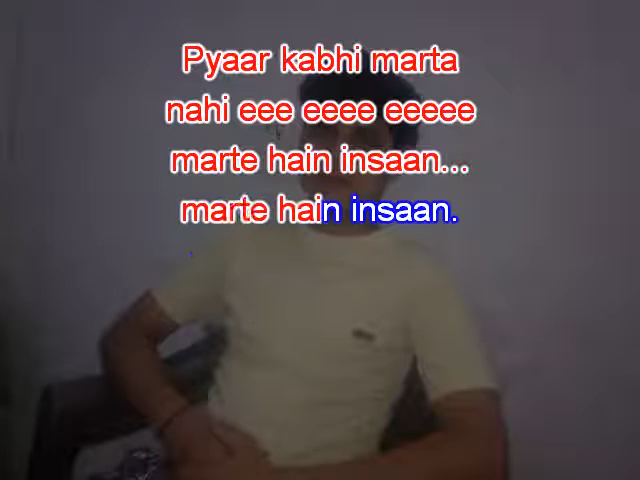 Pyaar kabhi marta
nahi eee eeee eeeee
marte hain insaan...
marte hain insaan.